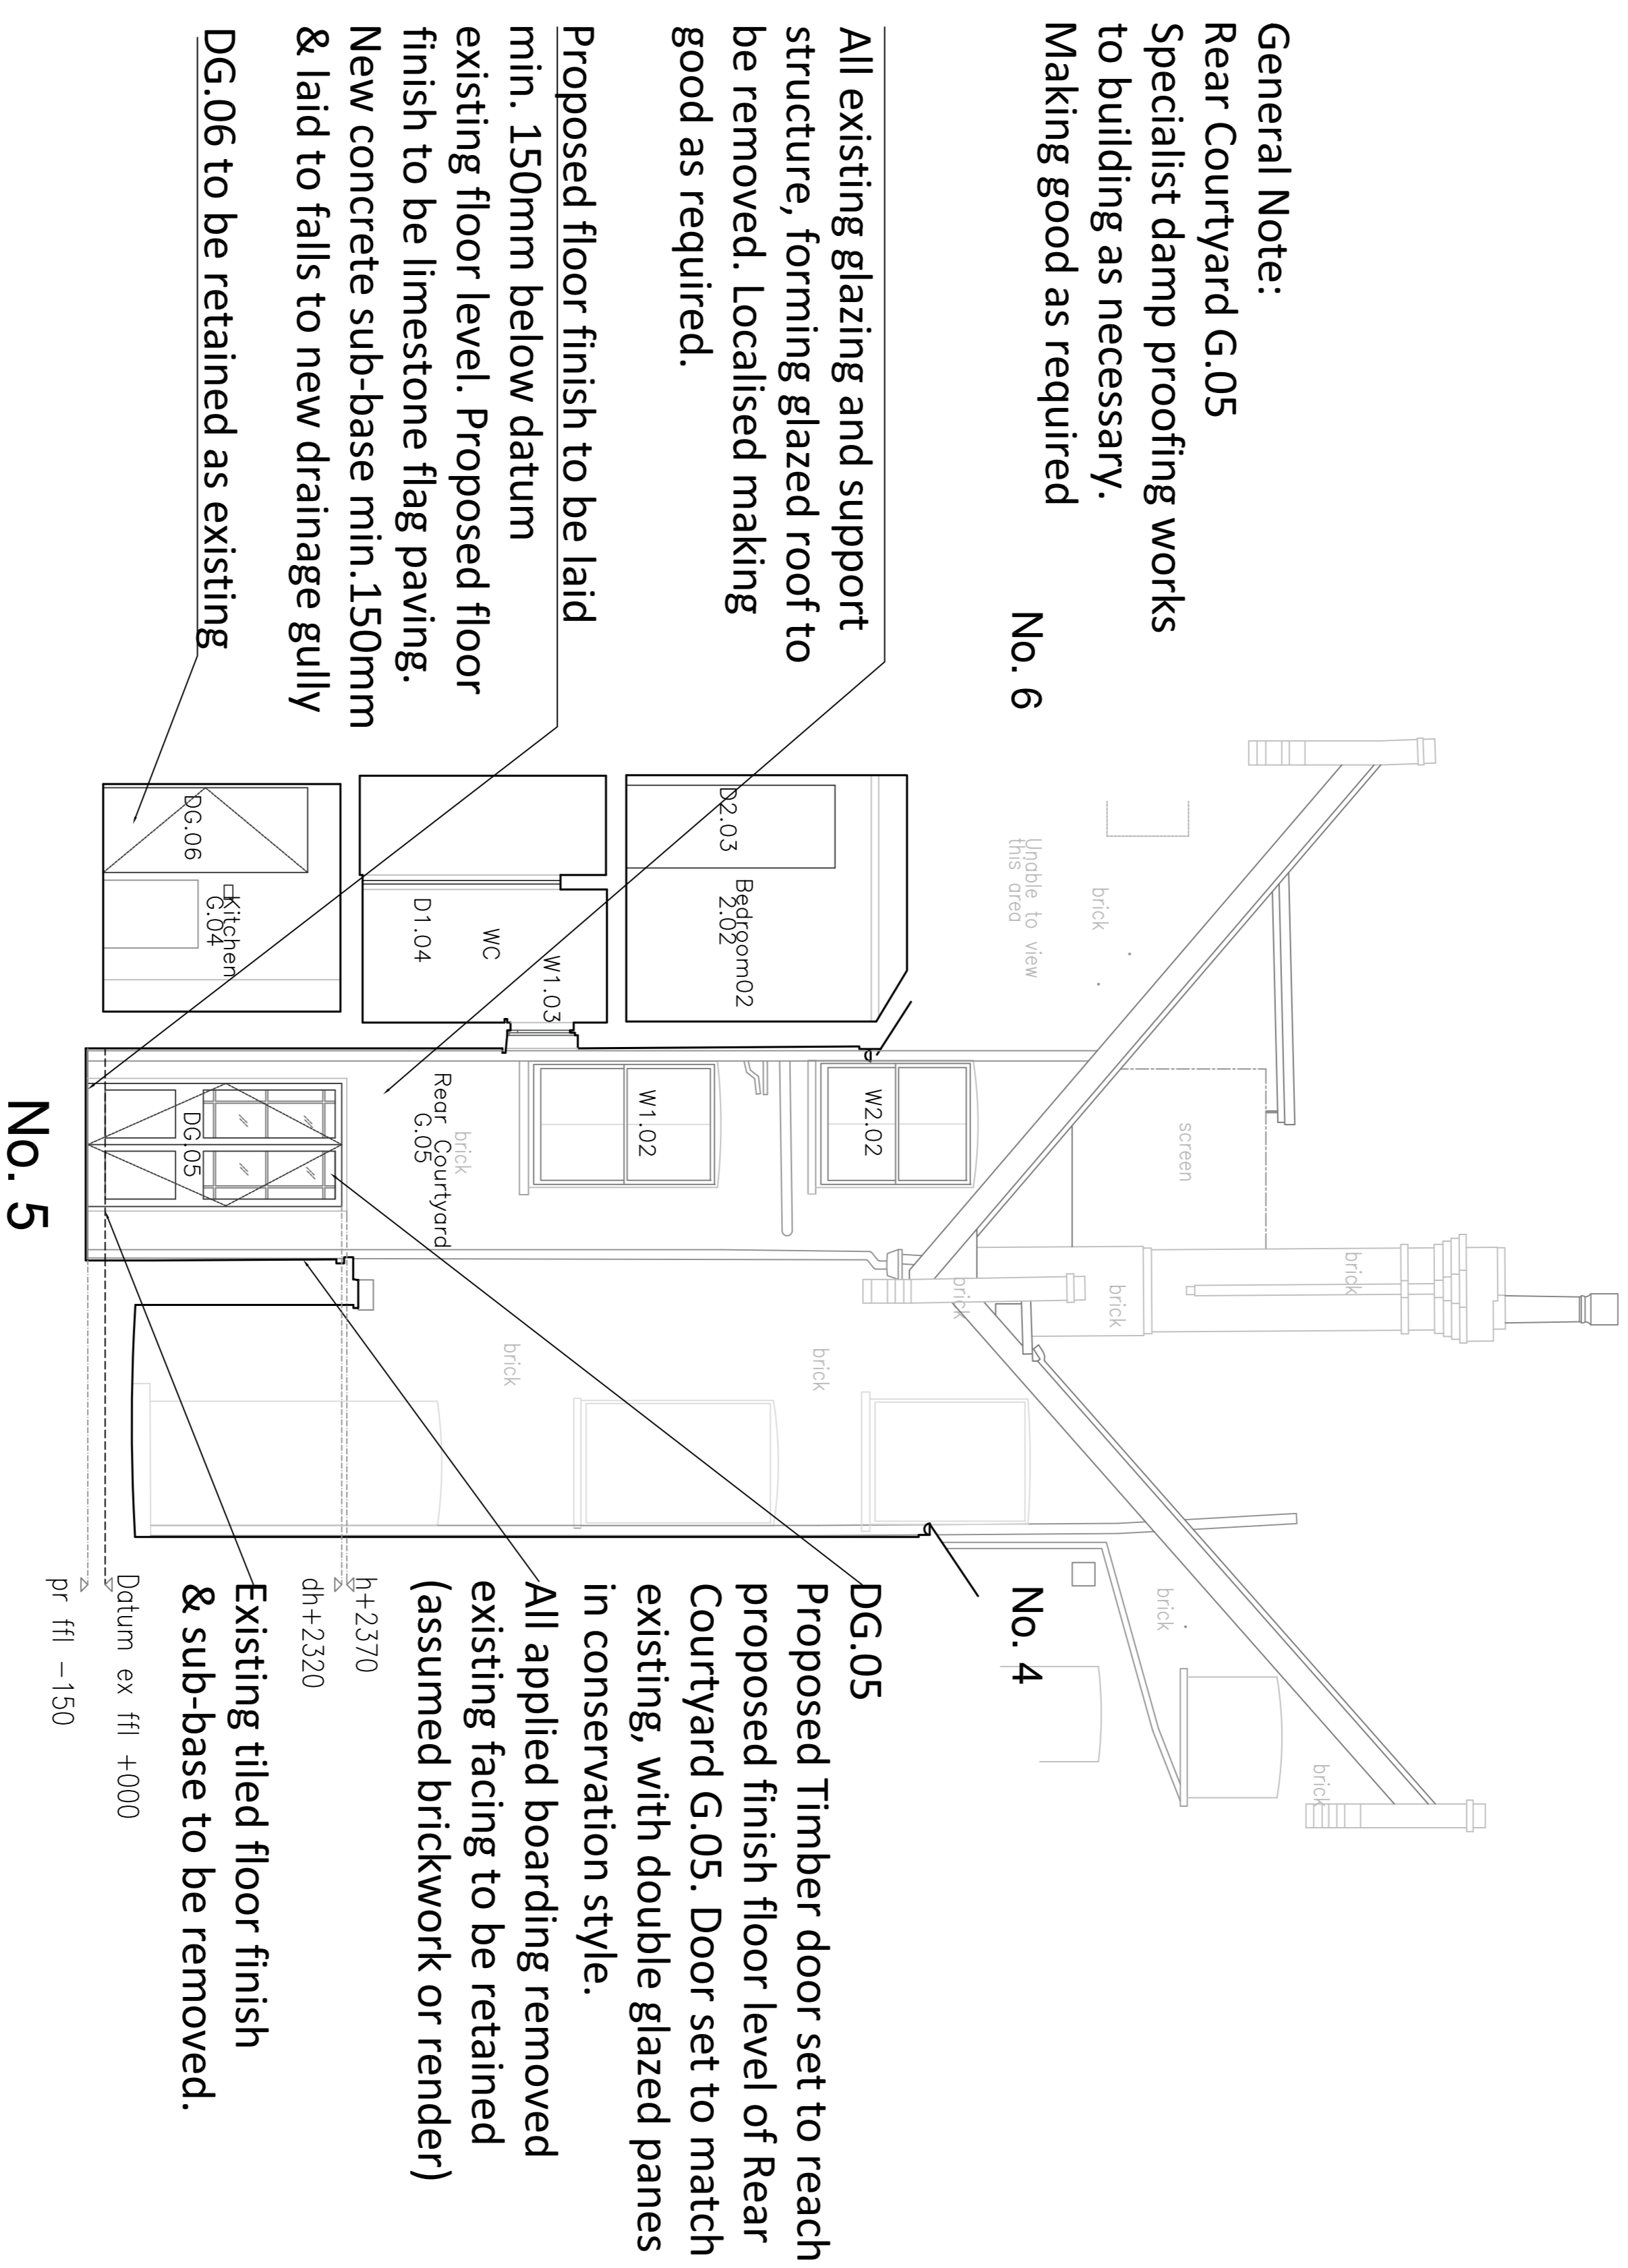 General Note:
Rear Courtyard G.05
Specialist damp proofing works
to building as necessary.
Making good as required
No. 6
All existing glazing and support
structure, forming glazed roof to
be removed. Localised making
good as required.
Proposed floor finish to be laid
min. 150mm below datum
existing floor level. Proposed floor
finish to be limestone flag paving.
New concrete sub-base min.150mm
& laid to falls to new drainage gully
DG.06 to be retained as existing
Unable to view
this area
brick
screen
brick
brick
brick
brick
brick
brick
brick
brick
D2.03
Bedroom02
2.02
W2.02
W1.02
W1.03
WC
D1.04
Rear Courtyard
G.05
brick
DG.06
Kitchen
G.04
DG.05
No. 5
No. 4
DG.05
Proposed Timber door set to reach
proposed finish floor level of Rear
Courtyard G.05. Door set to match
existing, with double glazed panes
in conservation style.
All applied boarding removed
existing facing to be retained
(assumed brickwork or render)
h+2370
dh+2320
Existing tiled floor finish
& sub-base to be removed.
Datum ex ffl +000
pr ffl -150